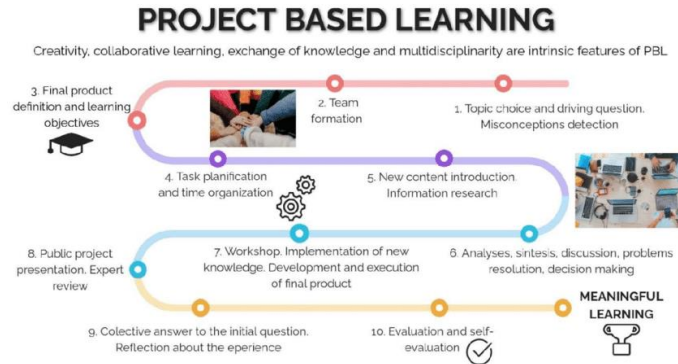 PROJECT BASED LEARNING
Creativity, collaborative learning, exchange of knowledge and multidisciplinarity are intrinsic features of PBL
1. Topic choice and driving question.
Misconceptions detection
2. Team
formation
3. Final product
definition and learning
objectives
4. Task planification
and time organization
5. New content introduction.
Information research
6. Analyses, sintesis, discussion, problems
resolution, decision making
7. Workshop. Implementation of new
knowledge. Development and execution
of final product
8. Public project
presentation. Expert
review
9. Colective answer to the initial question.
Reflection about the eperience
10. Evaluation and self-
evaluation
MEANINGFUL
LEARNING